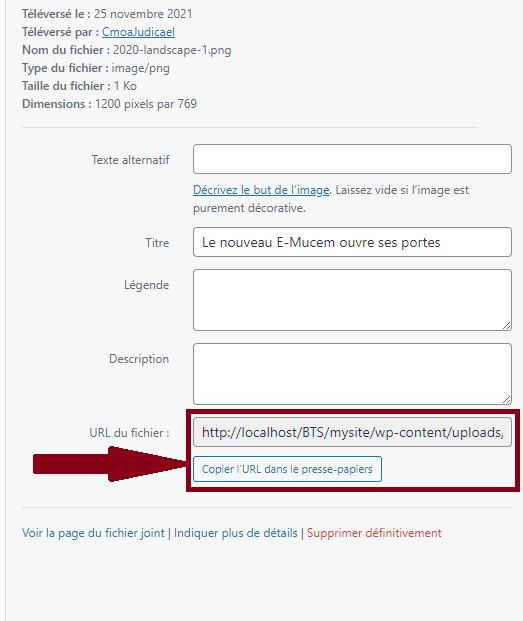 Téléversé le : 25 novembre 2021
Téléversé par : CmoaJudicael
Nom du fichier : 2020-landscape-1.png
Type du fichier : image/png
Taille du fichier : 1 Ko
Dimensions : 1200 pixels par 769
Texte alternatif
Décrivez le but de l’image. Laissez vide si l’image est
purement décorative.
Titre Le nouveau E-Mucem ouvre ses portes
Légende
Description
URL du fichier : http://localhost/BTS/mysite/wp-content/uploads,
Copier l’URL dans le presse-papiers
Voir la page du fichier joint | Indiquer plus de détails | Supprimer définitivement